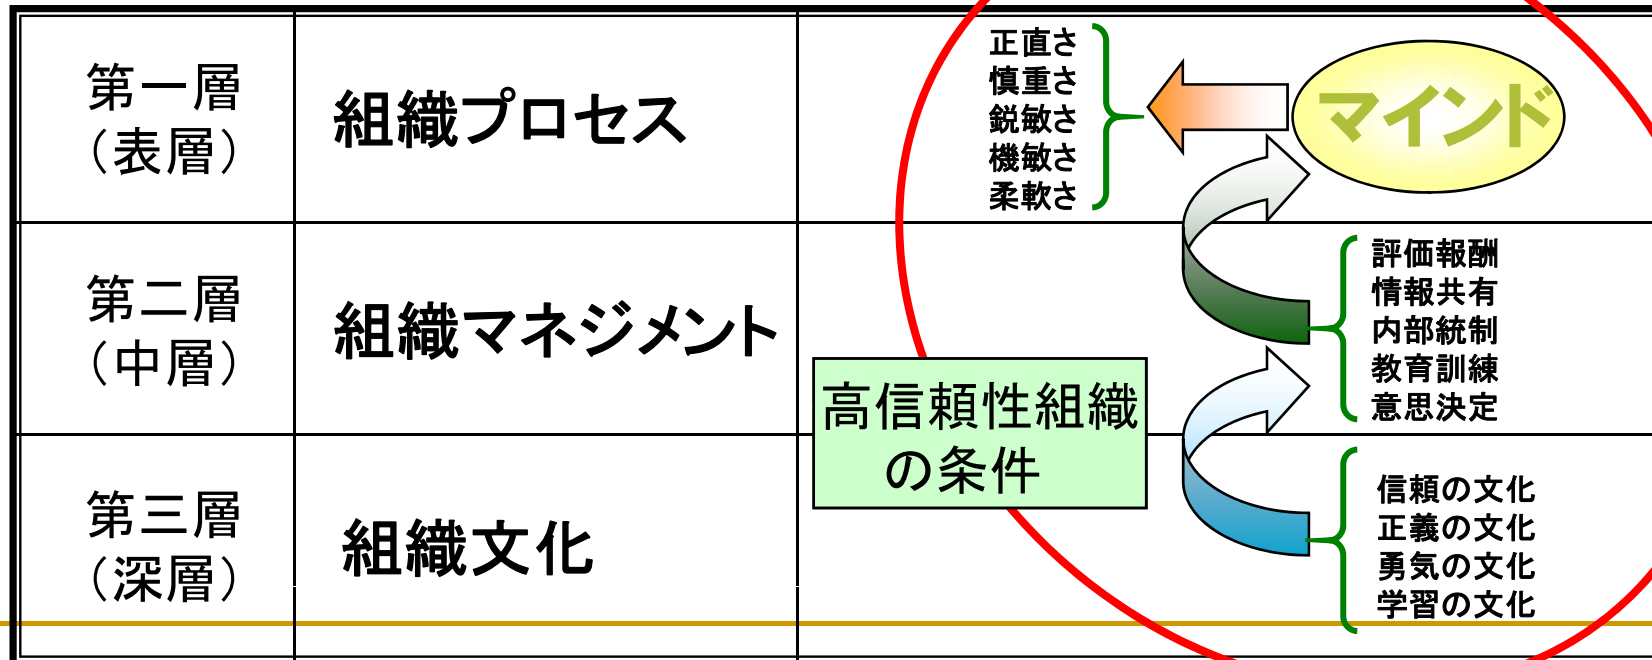 第一層
（表層）
組織プロセス
正直さ
慎重さ
鋭敏さ
機敏さ
柔軟さ
マインド
第二層
（中層）
組織マネジメント
評価報酬
情報共有
内部統制
教育訓練
意思決定
高信頼性組織
の条件
第三層
（深層）
組織文化
信頼の文化
正義の文化
勇気の文化
学習の文化